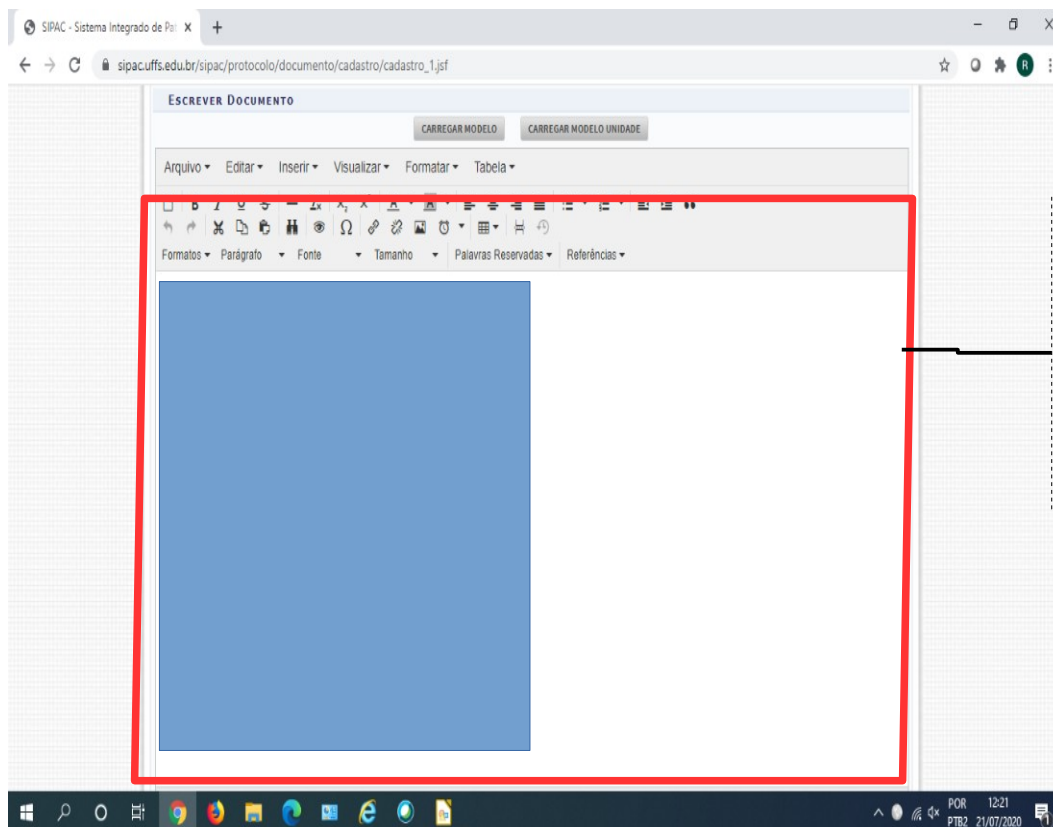 SIPAC - Sistema Integrado de Pat
sipac.uffs.edu.br/sipac/protocolo/documento/cadastro/cadastro_1.jsf
R
ESCREVER DOCUMENTO
CARREGAR MODELO CARREGAR MODELO UNIDADE
Arquivo Editar Inserir Visualizar Formatar Tabela
Formatos Parágrafo Fonte Tamanho Palavras Reservadas Referências
POR 12:21
PTB2 21/07/2020